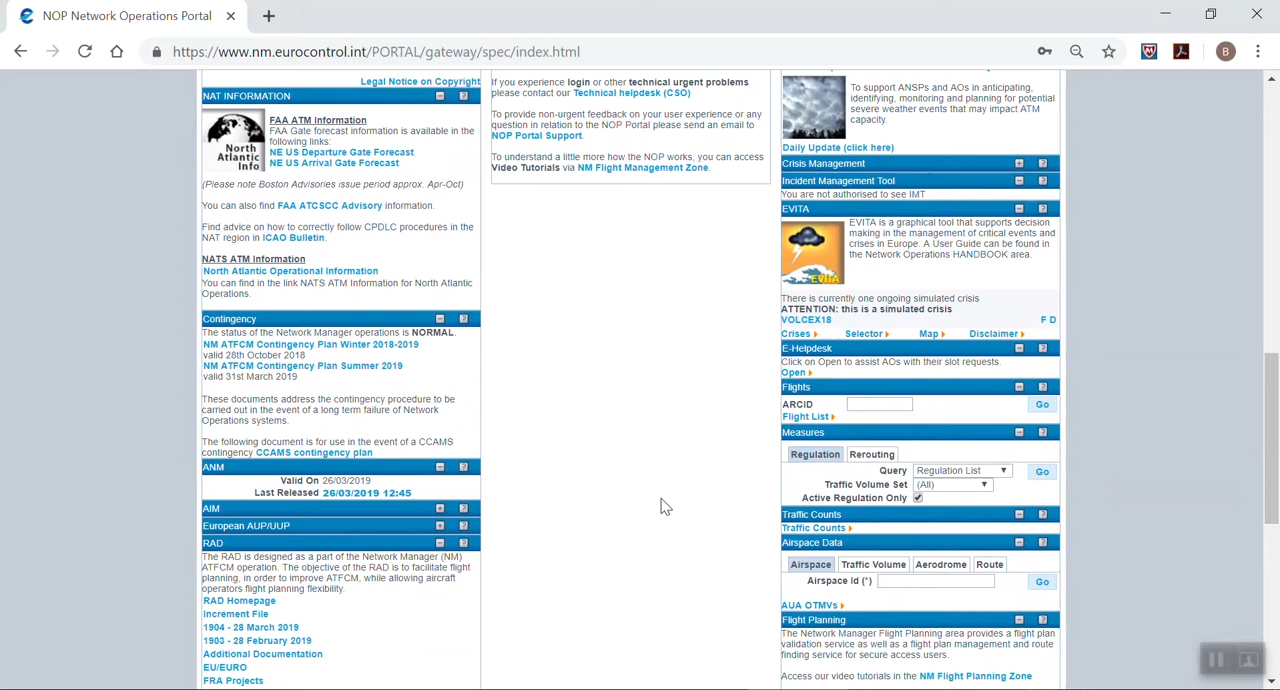 NOP Network Operations Portal
https://www.nm.eurocontrol.int/PORTAL/gateway/spec/index.html
B
Legal Notice on Copyright
NAT INFORMATION
North
Atlantic
Info
FAA ATM Information
FAA Gate forecast information is available in the
following links:
NE US Departure Gate Forecast
NE US Arrival Gate Forecast
(Please note Boston Advisories issue period approx. Apr-Oct)
You can also find FAA ATCSCC Advisory information.
Find advice on how to correctly follow CPDLC procedures in the
NAT region in ICAO Bulletin.
NATS ATM Information
North Atlantic Operational Information
You can find in the link NATS ATM Information for North Atlantic
Operations.
Contingency
The status of the Network Manager operations is NORMAL.
NM ATFCM Contingency Plan Winter 2018-2019
valid 28th October 2018
NM ATFCM Contingency Plan Summer 2019
valid 31st March 2019
These documents address the contingency procedure to be
carried out in the event of a long term failure of Network
Operations systems.
The following document is for use in the event of a CCAMS
contingency CCAMS contingency plan
ANM
Valid On 26/03/2019
Last Released 26/03/2019 12:45
AIM
European AUP/UUP
RAD
The RAD is designed as a part of the Network Manager (NM)
ATFCM operation. The objective of the RAD is to facilitate flight
planning, in order to improve ATFCM, while allowing aircraft
operators flight planning flexibility.
RAD Homepage
Increment File
1904 - 28 March 2019
1903 - 28 February 2019
Additional Documentation
EU/EURO
FRA Projects
If you experience login or other technical urgent problems
please contact our Technical helpdesk (CSO)
To provide non-urgent feedback on your user experience or any
question in relation to the NOP Portal please send an email to
NOP Portal Support.
To understand a little more how the NOP works, you can access
Video Tutorials via NM Flight Management Zone.
To support ANSPs and AOs in anticipating,
identifying, monitoring and planning for potential
severe weather events that may impact ATM
capacity.
Daily Update (click here)
Crisis Management
Incident Management Tool
You are not authorised to see IMT
EVITA
EVITA
EVITA is a graphical tool that supports decision
making in the management of critical events and
crises in Europe. A User Guide can be found in
the Network Operations HANDBOOK area.
There is currently one ongoing simulated crisis
ATTENTION: this is a simulated crisis
VOLCEX18 F D
Crises Selector Map Disclaimer
E-Helpdesk
Click on Open to assist AOs with their slot requests.
Open
Flights
ARCID Go
Flight List
Measures
Regulation Rerouting
Query Regulation List Go
Traffic Volume Set (All)
Active Regulation Only
Traffic Counts
Traffic Counts
Airspace Data
Airspace Traffic Volume Aerodrome Route
Airspace Id (*) Go
AUA OTMVs
Flight Planning
The Network Manager Flight Planning area provides a flight plan
validation service as well as a flight plan management and route
finding service for secure access users.
Access our video tutorials in the NM Flight Planning Zone